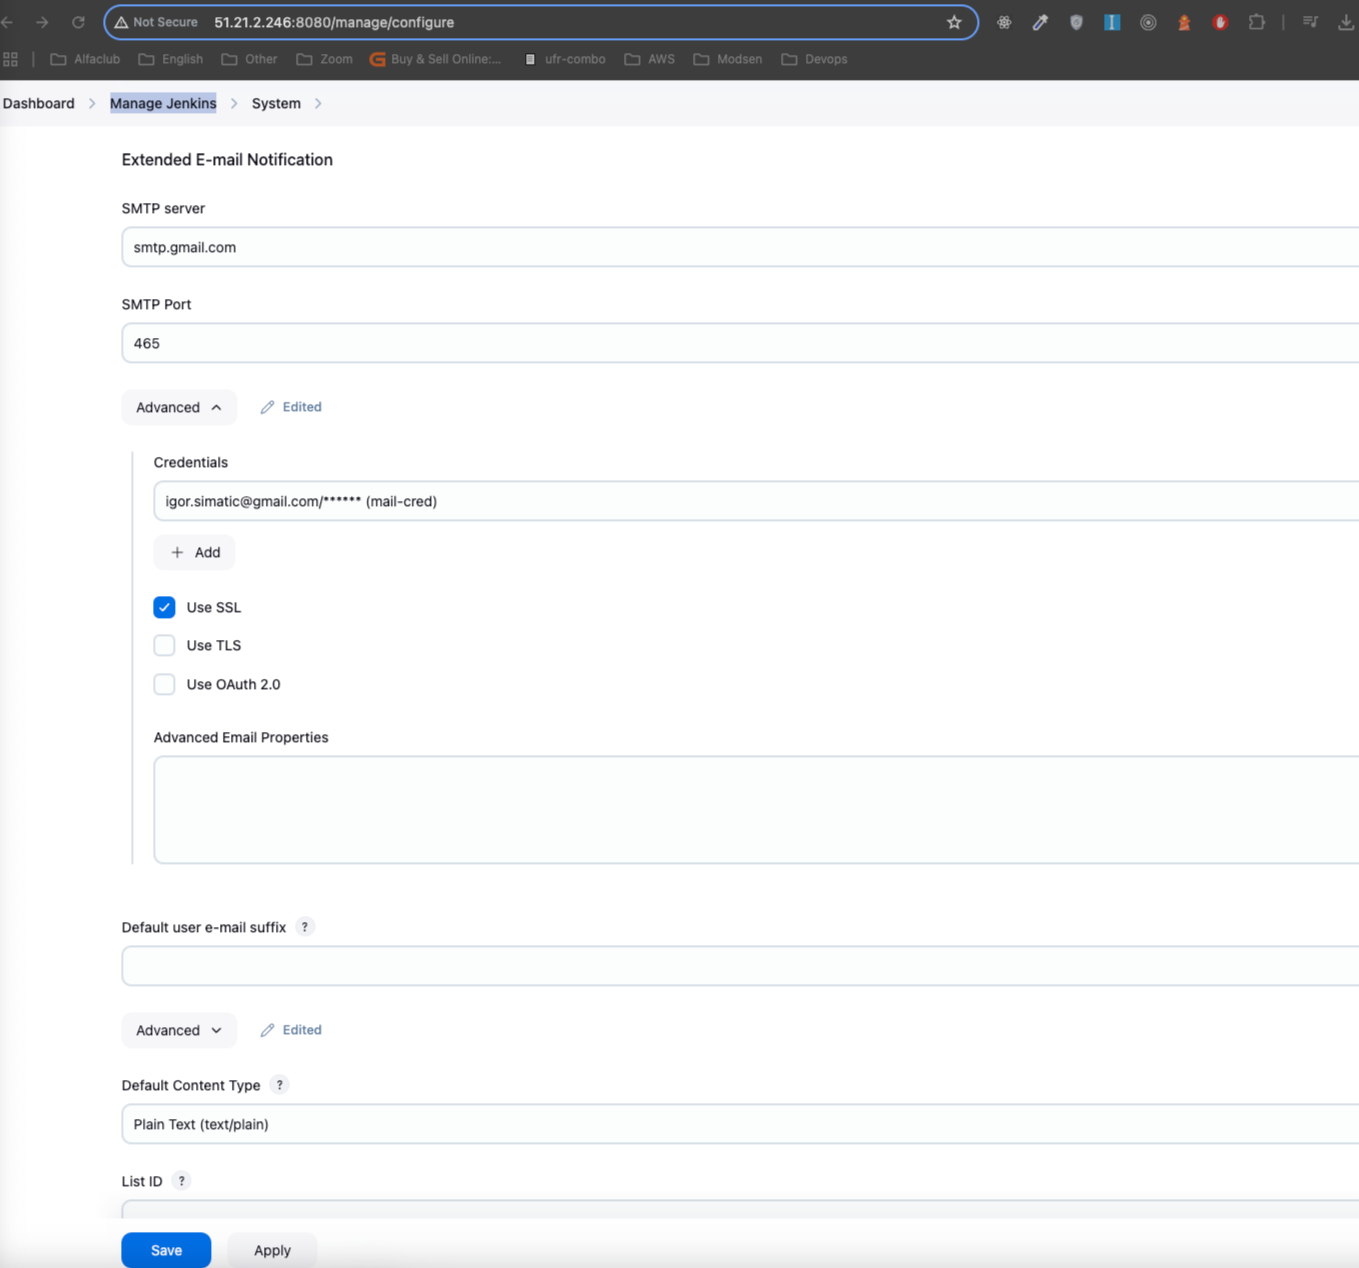 Not Secure 51.21.2.246:8080/manage/configure
Alfaclub English Other Zoom Buy & Sell Online:... ufr-combo AWS Modsen Devops
Dashboard > Manage Jenkins > System >
Extended E-mail Notification
SMTP server
smtp.gmail.com
SMTP Port
465
Advanced Edited
Credentials
igor.simatic@gmail.com/****** (mail-cred)
+ Add
Use SSL
Use TLS
Use OAuth 2.0
Advanced Email Properties
Default user e-mail suffix ?
Advanced Edited
Default Content Type ?
Plain Text (text/plain)
List ID ?
Save Apply